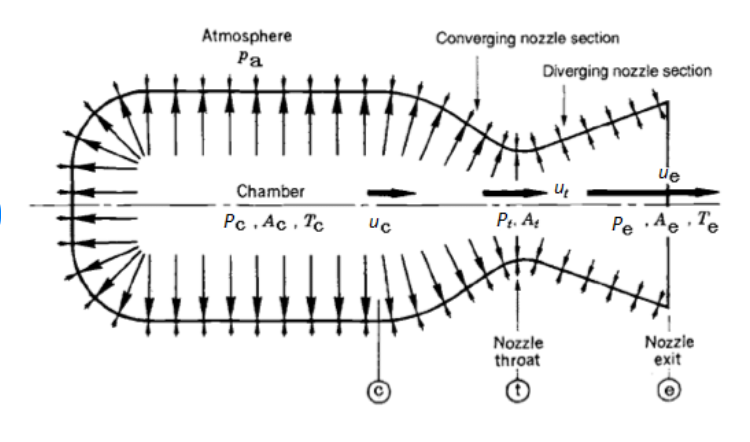 Atmosphere
Pa
Converging nozzle section
Diverging nozzle section
Chamber
Pc , Ac , Tc
uc
Pt, At
ut
ue
Pe , Ae , Te
Nozzle
throat
Nozzle
exit
c
t
e